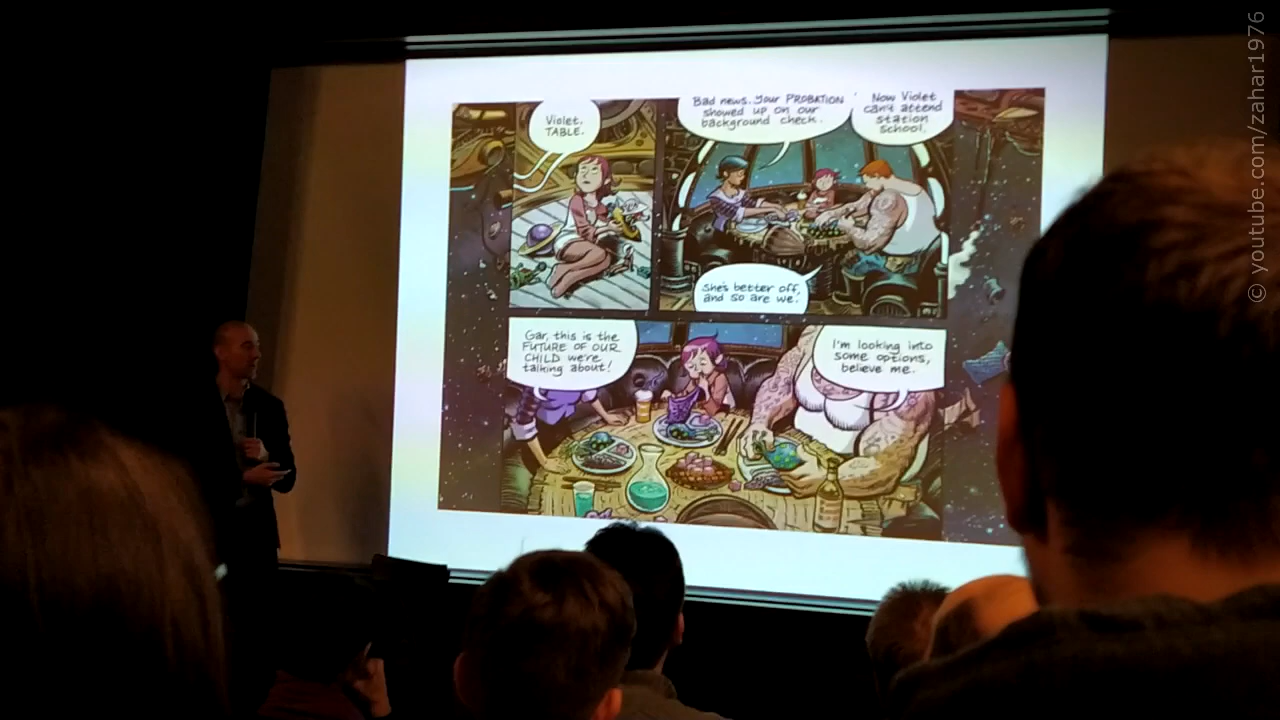 Violet.
TABLE.
Bad news. Your PROBATION
showed up on our
background check.
Now Violet
can't attend
station
school.
She's better off,
and so are we.
Gar, this is the
FUTURE OF OUR
CHILD we're
talking about!
I'm looking into
some options,
believe me.
© youtube.com/zahar1976